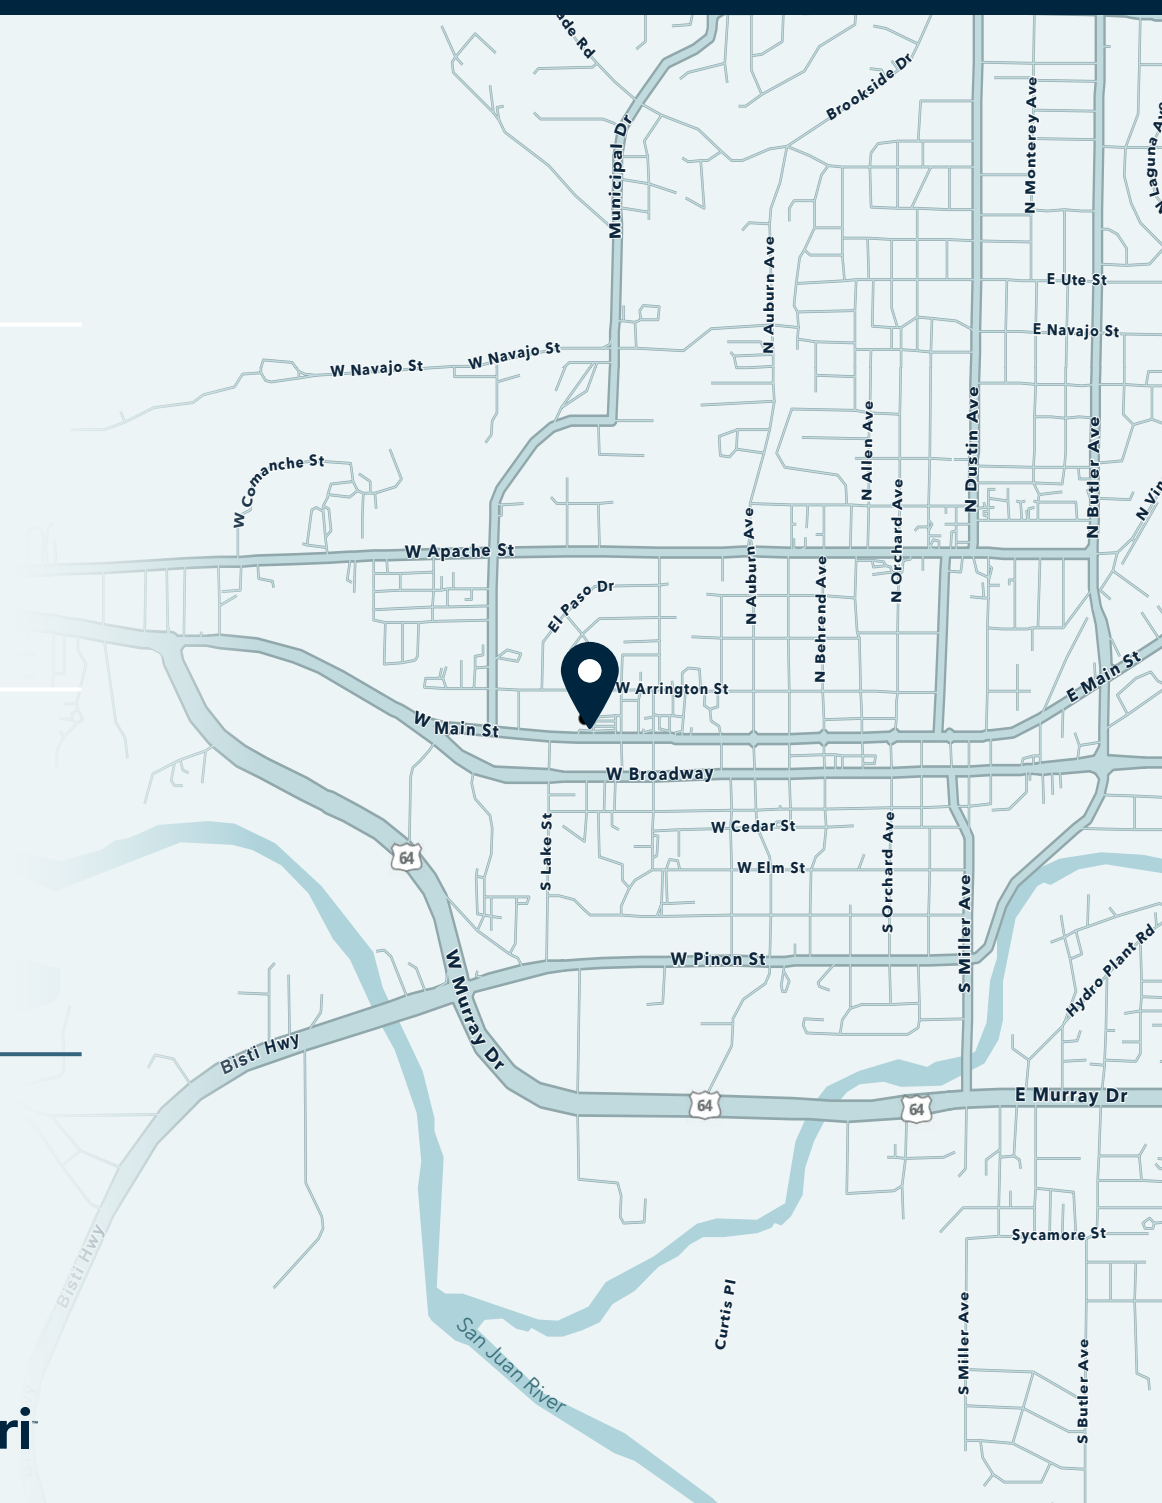 Brookside Dr
Municipal Dr
N Monterey Ave
Laguna Ave
N Auburn Ave
E Ute St
E Navajo St
W Navajo St
W Navajo St
N Allen Ave
N Dustin Ave
N Butler Ave
W Comanche St
N Orchard Ave
W Apache St
N Auburn Ave
N Behrend Ave
El Paso Dr
W Arrington St
E Main St
W Main St
W Broadway
S Lake St
W Cedar St
S Orchard Ave
64
W Elm St
S Miller Ave
W Pinon St
Hydro Plant Rd
W Murray Dr
Bisti Hwy
64
64
E Murray Dr
Bisti Hwy
Sycamore St
Curtis Pl
S Miller Ave
San Juan River
S Butler Ave
ri™